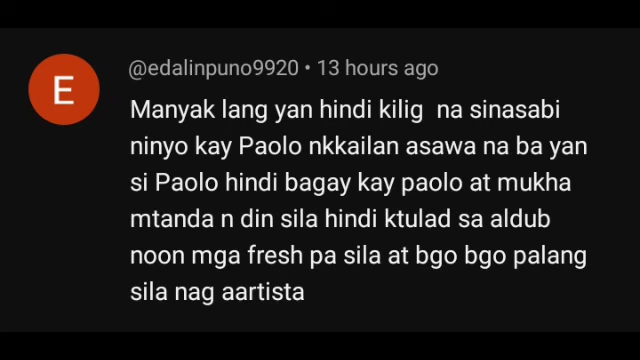 E
@edalinpuno9920 • 13 hours ago
Manyak lang yan hindi kilig na sinasabi
ninyo kay Paolo nkkailan asawa na ba yan
si Paolo hindi bagay kay paolo at mukha
mtanda n din sila hindi ktulad sa aldub
noon mga fresh pa sila at bgo bgo palang
sila nag aartista